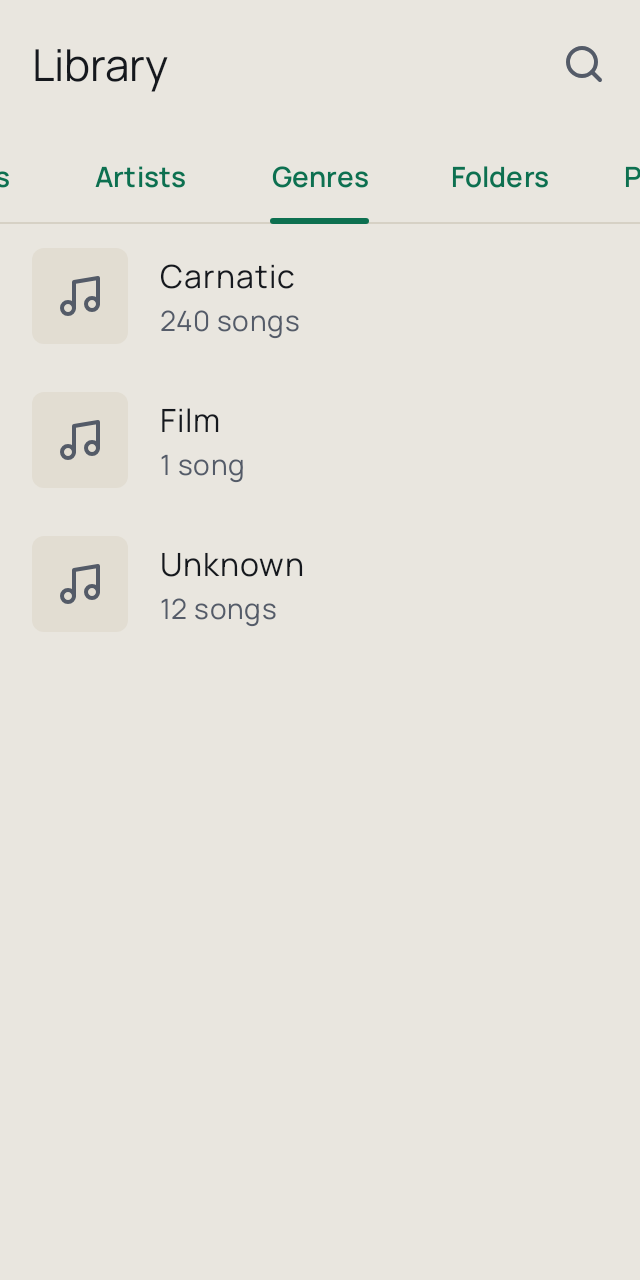 Library
s Artists Genres Folders P
Carnatic
240 songs
Film
1 song
Unknown
12 songs